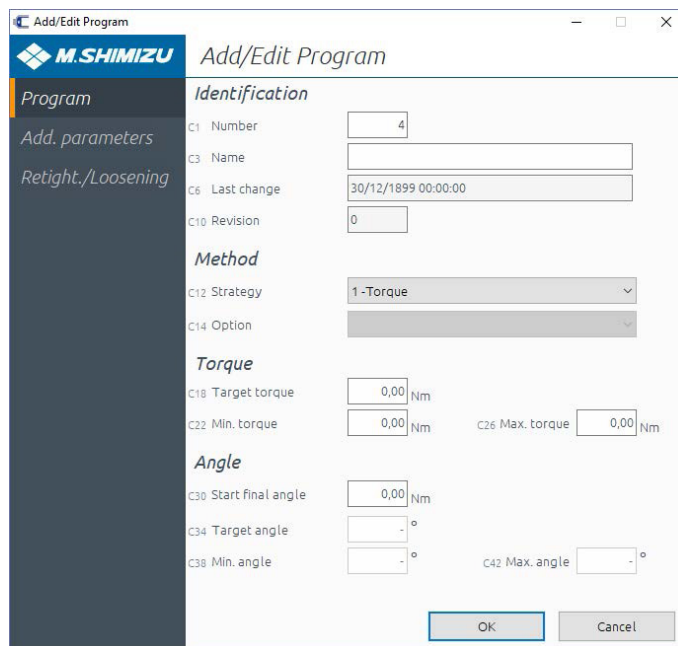 Add/Edit Program
M.SHIMIZU
Add/Edit Program
Program
Add. parameters
Retight./Loosening
Identification
C1 Number 4
C3 Name
C6 Last change 30/12/1899 00:00:00
C10 Revision 0
Method
C12 Strategy 1 -Torque
C14 Option
Torque
C18 Target torque 0,00 Nm
C22 Min. torque 0,00 Nm C26 Max. torque 0,00 Nm
Angle
C30 Start final angle 0,00 Nm
C34 Target angle - °
C38 Min. angle - ° C42 Max. angle - °
OK Cancel